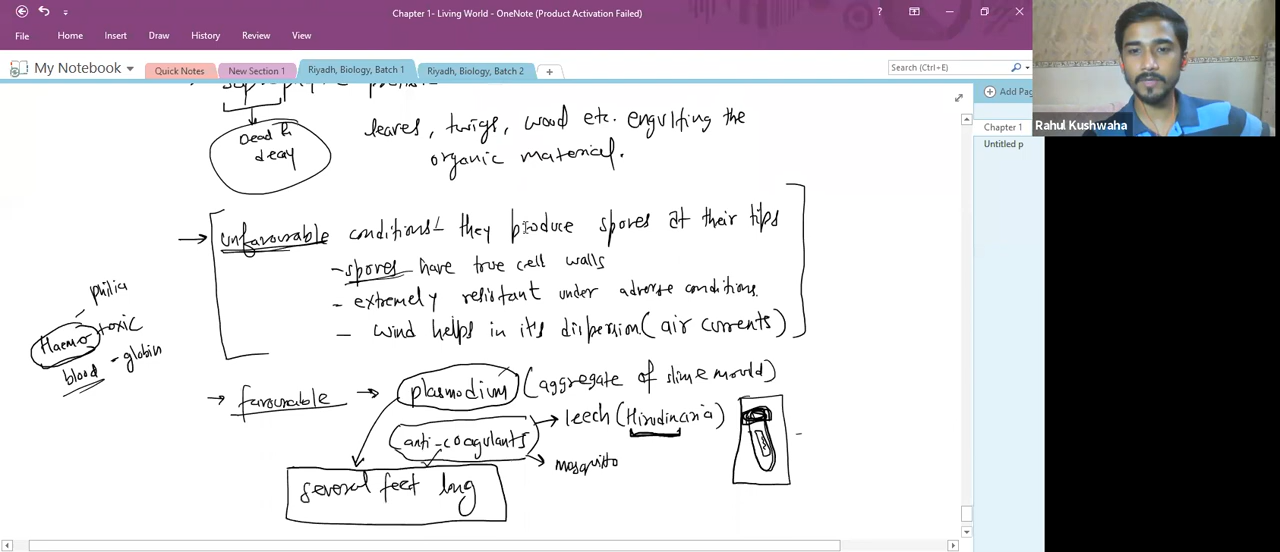 Chapter 1- Living World - OneNote (Product Activation Failed)
File Home Insert Draw History Review View
My Notebook Quick Notes New Section 1 Riyadh, Biology, Batch 1 Riyadh, Biology, Batch 2 Search (Ctrl+E)
Add Pag
Chapter 1
Untitled p
Rahul Kushwaha
Dead &
decay
leaves, twigs, wood etc. engulfing the
organic material.
unfavourable conditions they produce spores at their tips
- spores have true cell walls
- extremely resistant under adverse conditions.
- wind helps in it's dispersion (air currents)
philia
Haemo toxic
blood - globin
→ favourable → plasmodium (aggregate of slime mould)
anti-coagulants → leech (Hirudinaria)
→ mosquito
several feet long